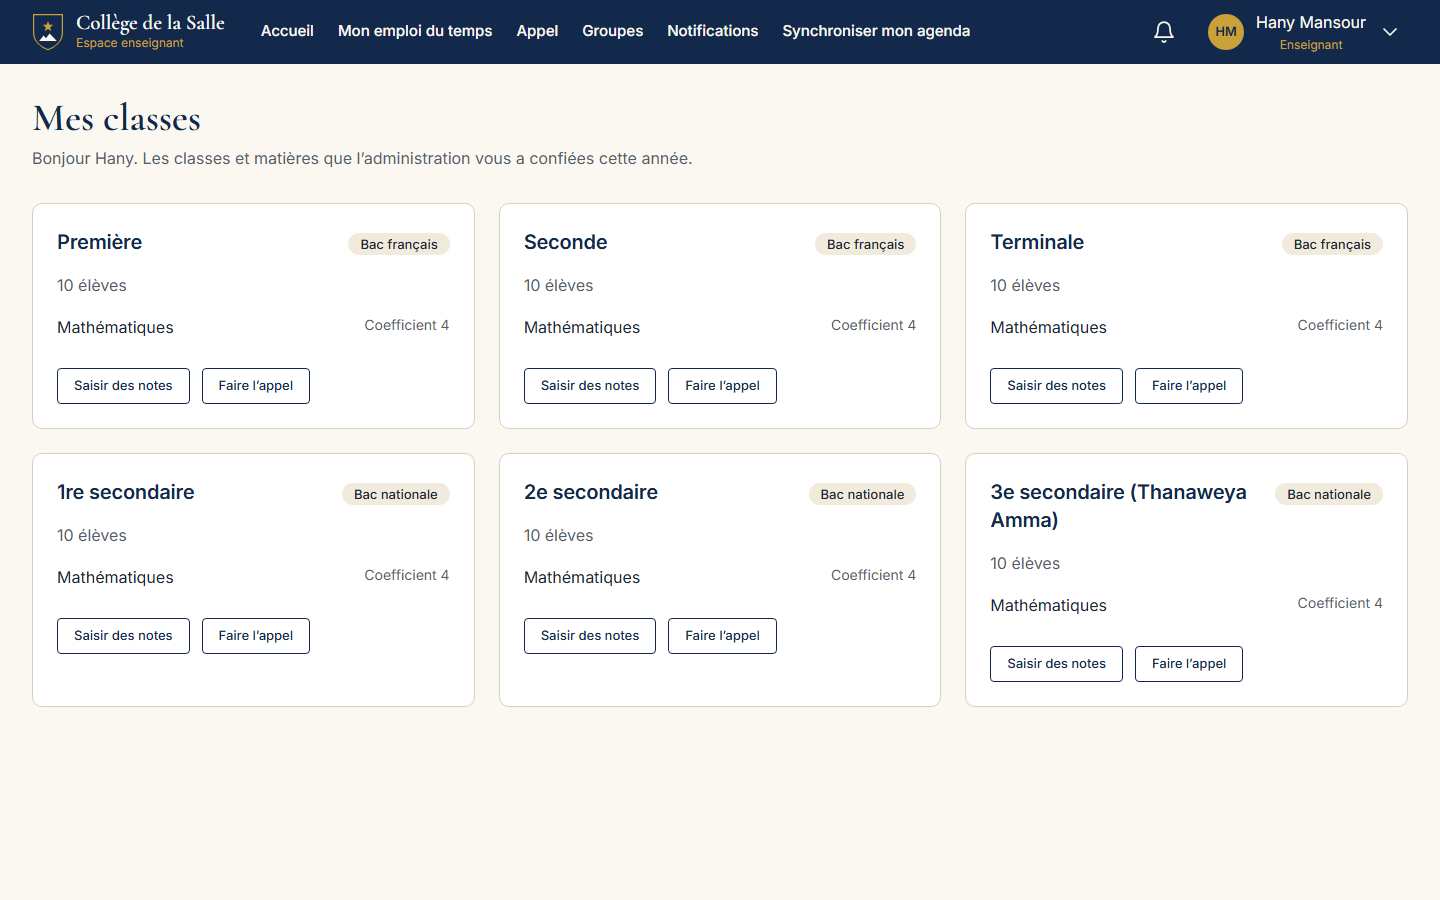 Collège de la Salle
Espace enseignant
Accueil
Mon emploi du temps
Appel
Groupes
Notifications
Synchroniser mon agenda
HM
Hany Mansour
Enseignant
Mes classes
Bonjour Hany. Les classes et matières que l’administration vous a confiées cette année.
Première
Bac français
10 élèves
Mathématiques
Coefficient 4
Saisir des notes
Faire l’appel
Seconde
Bac français
10 élèves
Mathématiques
Coefficient 4
Saisir des notes
Faire l’appel
Terminale
Bac français
10 élèves
Mathématiques
Coefficient 4
Saisir des notes
Faire l’appel
1re secondaire
Bac nationale
10 élèves
Mathématiques
Coefficient 4
Saisir des notes
Faire l’appel
2e secondaire
Bac nationale
10 élèves
Mathématiques
Coefficient 4
Saisir des notes
Faire l’appel
3e secondaire (Thanaweya
Amma)
Bac nationale
10 élèves
Mathématiques
Coefficient 4
Saisir des notes
Faire l’appel